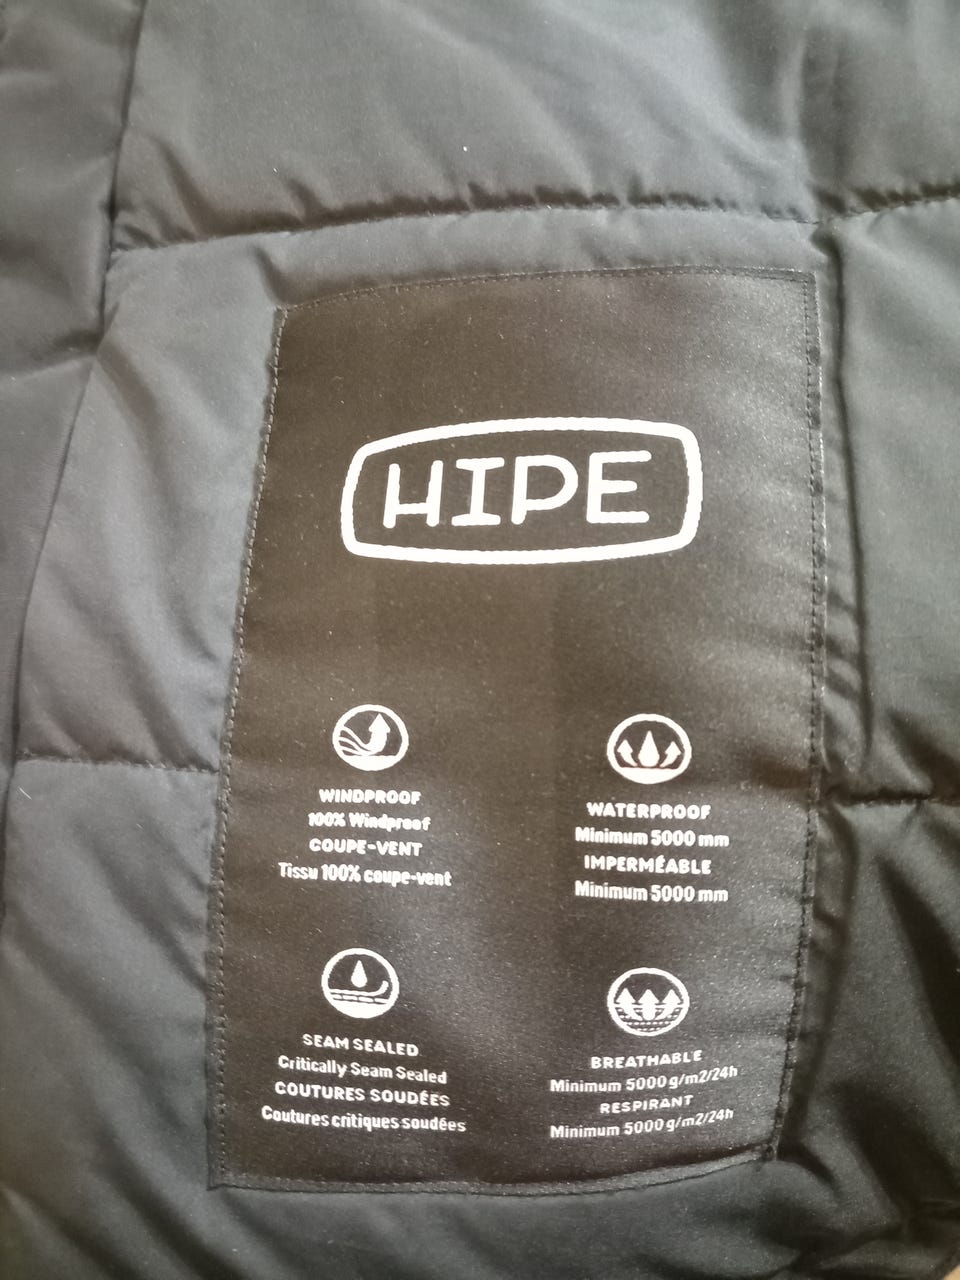 HIPE
WINDPROOF
100% Windproof
COUPE-VENT
Tissu 100% coupe-vent
WATERPROOF
Minimum 5000 mm
IMPERMÉABLE
Minimum 5000 mm
SEAM SEALED
Critically Seam Sealed
COUTURES SOUDÉES
Coutures critiques soudées
BREATHABLE
Minimum 5000 g/m2/24h
RESPIRANT
Minimum 5000 g/m2/24h